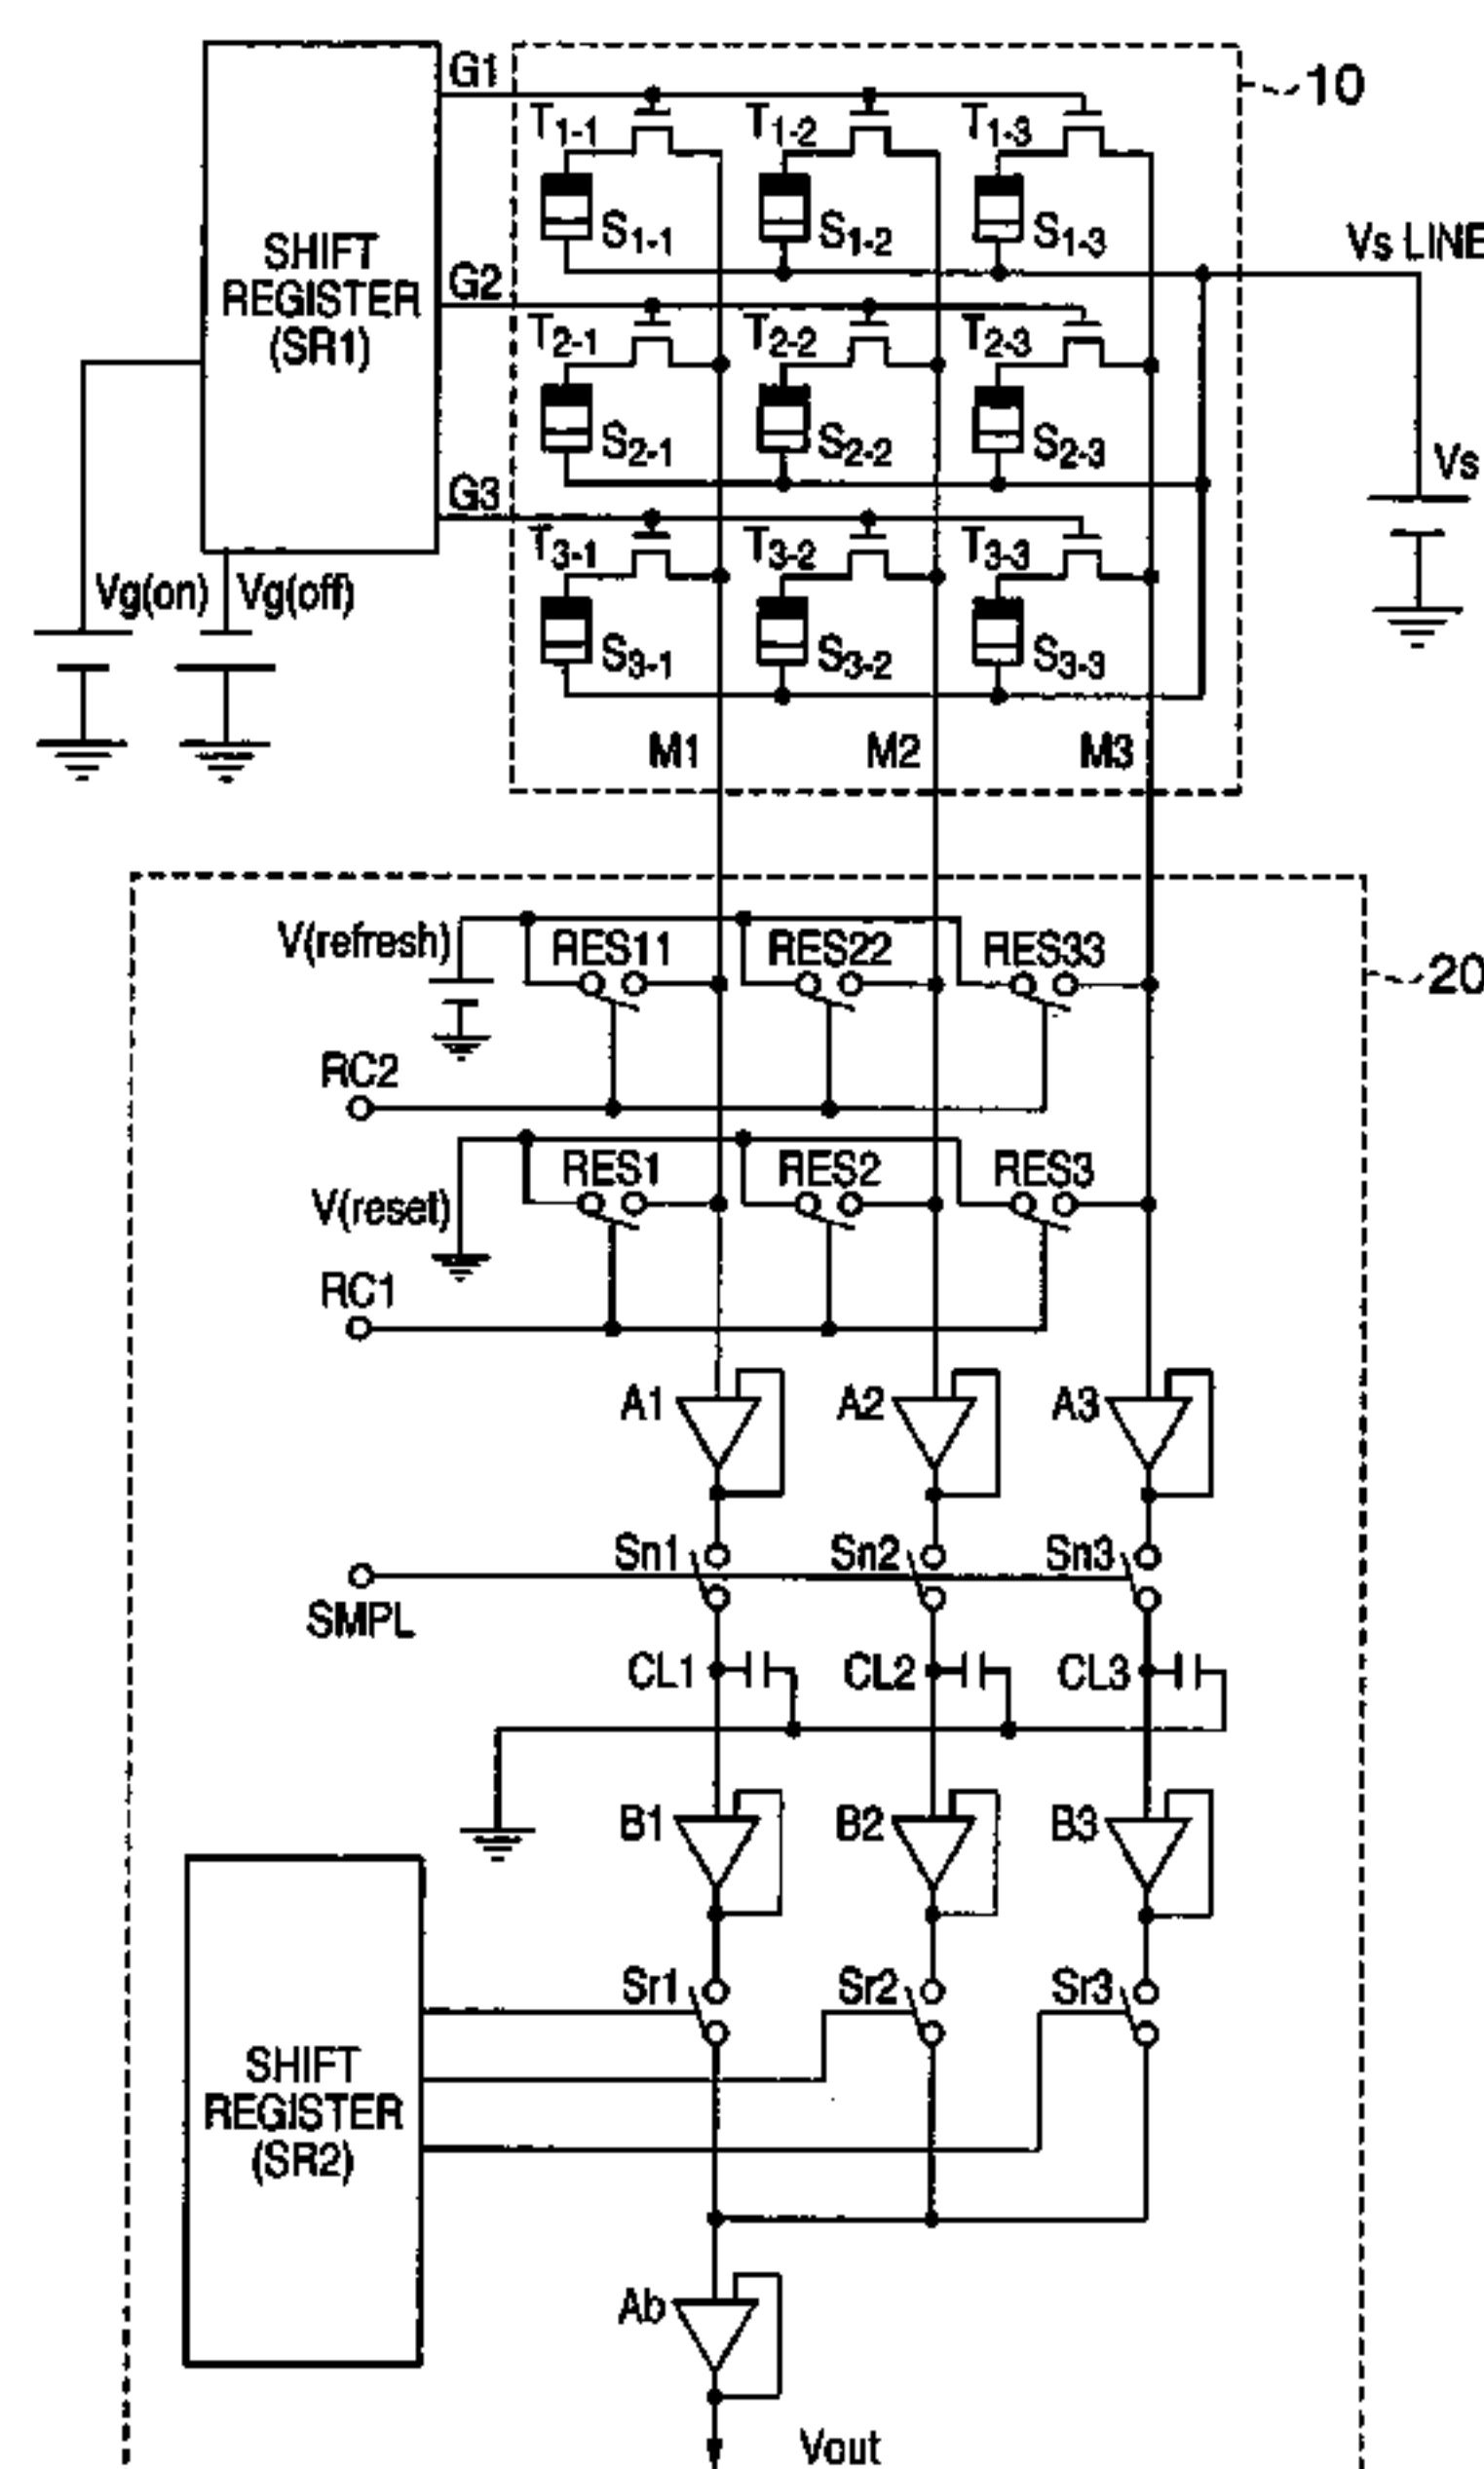 G1
10
T1-1
T1-2
T1-3
S1-1
S1-2
S1-3
SHIFT
REGISTER
(SR1)
Vs LINE
G2
T2-1
T2-2
T2-3
S2-1
S2-2
S2-3
Vs
G3
T3-1
T3-2
T3-3
Vg(on)
Vg(off)
S3-1
S3-2
S3-3
M1
M2
M3
V(refresh)
RES11
RES22
RES33
20
RC2
RES1
RES2
RES3
V(reset)
RC1
A1
A2
A3
Sn1
Sn2
Sn3
SMPL
CL1
CL2
CL3
B1
B2
B3
Sr1
Sr2
Sr3
SHIFT
REGISTER
(SR2)
Ab
Vout